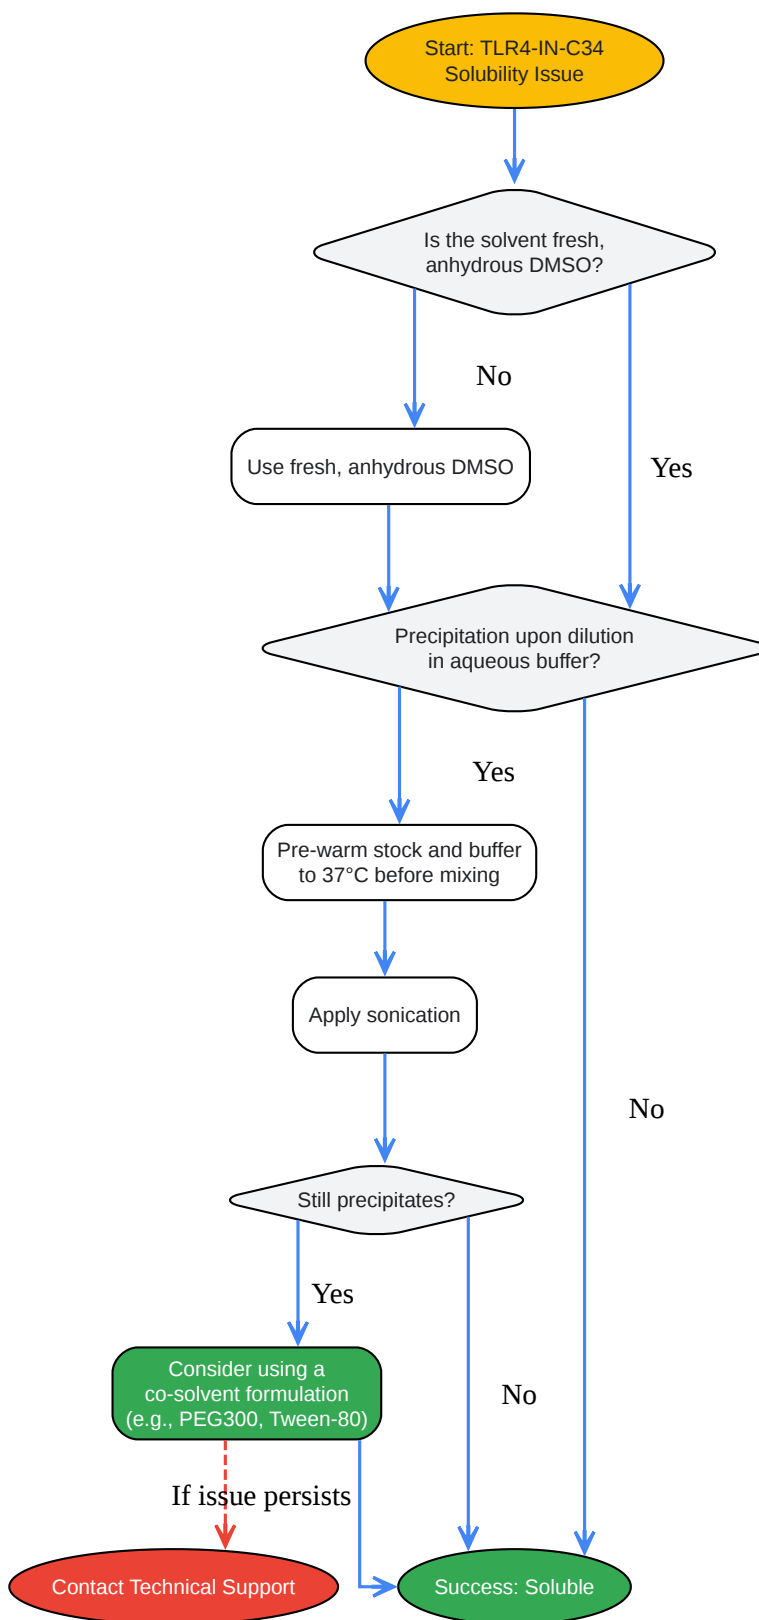 Start: TLR4-IN-C34
Solubility Issue
Is the solvent fresh,
anhydrous DMSO?
No
Use fresh, anhydrous DMSO
Yes
Precipitation upon dilution
in aqueous buffer?
Yes
Pre-warm stock and buffer
to 37°C before mixing
Apply sonication
No
Still precipitates?
Yes
Consider using a
co-solvent formulation
(e.g., PEG300, Tween-80)
No
If issue persists
Contact Technical Support
Success: Soluble